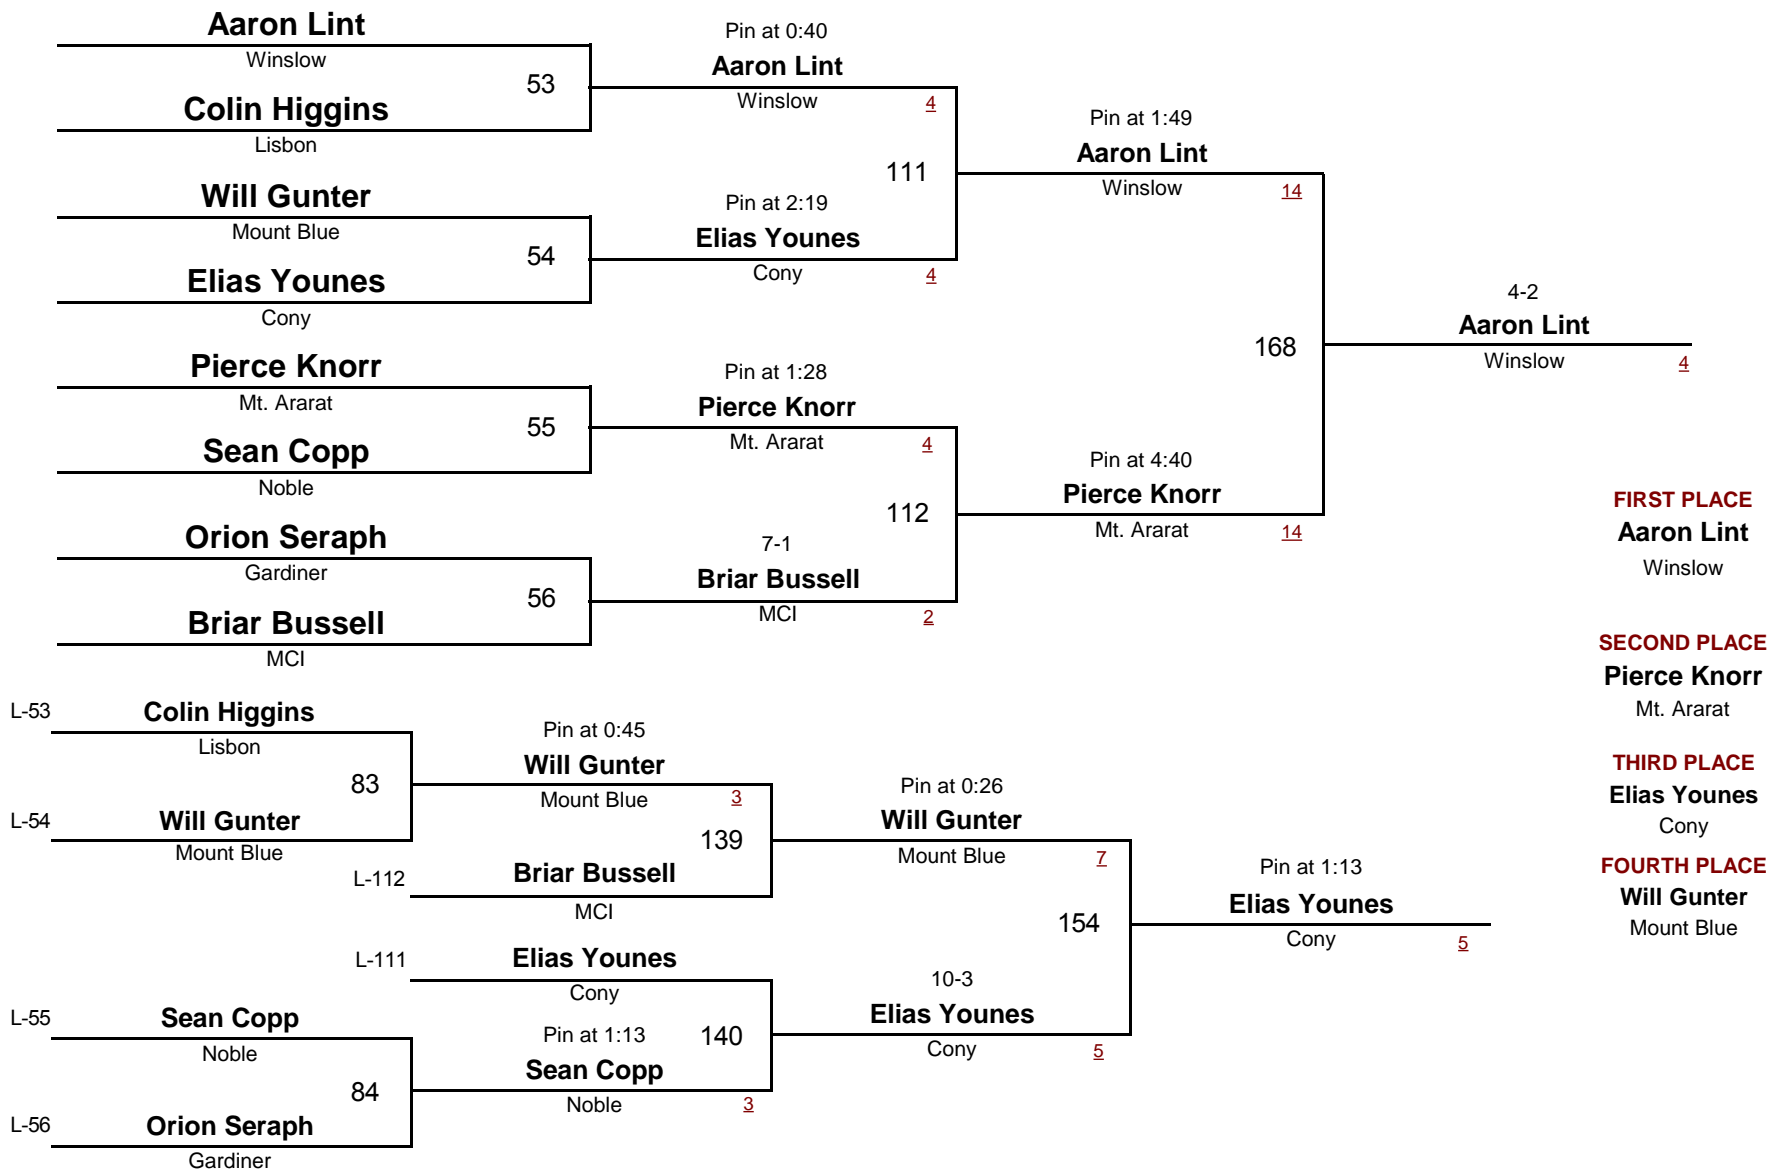 Aaron Lint
Winslow
53
Colin Higgins
Lisbon
Will Gunter
Mount Blue
54
Elias Younes
Cony
Pierce Knorr
Mt. Ararat
55
Sean Copp
Noble
Orion Seraph
Gardiner
56
Briar Bussell
MCI
Pin at 0:40
Aaron Lint
Winslow
4
111
Pin at 2:19
Elias Younes
Cony
4
Pin at 1:28
Pierce Knorr
Mt. Ararat
4
112
7-1
Briar Bussell
MCI
2
Pin at 1:49
Aaron Lint
Winslow
14
168
Pin at 4:40
Pierce Knorr
Mt. Ararat
14
4-2
Aaron Lint
Winslow
4
FIRST PLACE
Aaron Lint
Winslow
SECOND PLACE
Pierce Knorr
Mt. Ararat
THIRD PLACE
Elias Younes
Cony
FOURTH PLACE
Will Gunter
Mount Blue
L-53
Colin Higgins
Lisbon
83
L-54
Will Gunter
Mount Blue
Pin at 0:45
Will Gunter
Mount Blue
3
139
L-112
Briar Bussell
MCI
L-111
Elias Younes
Cony
140
L-55
Sean Copp
Noble
84
L-56
Orion Seraph
Gardiner
Pin at 1:13
Sean Copp
Noble
3
Pin at 0:26
Will Gunter
Mount Blue
7
154
10-3
Elias Younes
Cony
5
Pin at 1:13
Elias Younes
Cony
5